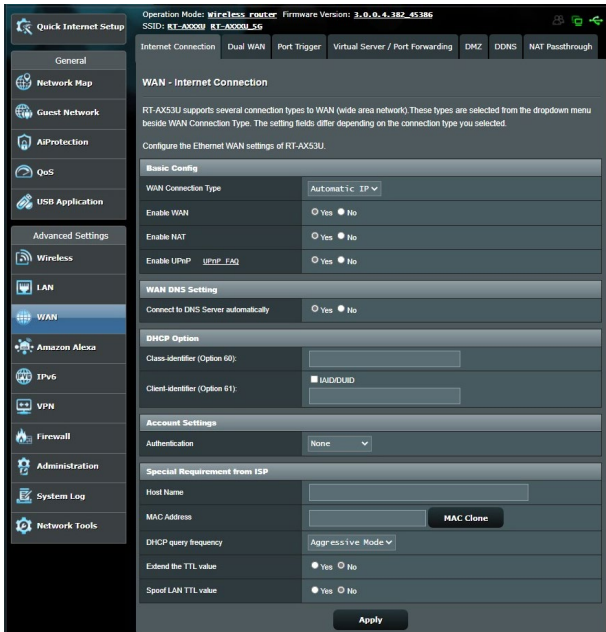 Quick Internet Setup
General
Network Map
Guest Network
AiProtection
QoS
USB Application
Advanced Settings
Wireless
LAN
WAN
Amazon Alexa
IPv6
VPN
Firewall
Administration
System Log
Network Tools
Operation Mode: Wireless router Firmware Version: 3.0.0.4.382_45386
SSID: RT-AXXXU RT-AXXXU_5G
Internet Connection Dual WAN Port Trigger Virtual Server / Port Forwarding DMZ DDNS NAT Passthrough
WAN - Internet Connection
RT-AX53U supports several connection types to WAN (wide area network).These types are selected from the dropdown menu
beside WAN Connection Type. The setting fields differ depending on the connection type you selected.
Configure the Ethernet WAN settings of RT-AX53U.
Basic Config
WAN Connection Type Automatic IP
Enable WAN Yes No
Enable NAT Yes No
Enable UPnP UPnP FAQ Yes No
WAN DNS Setting
Connect to DNS Server automatically Yes No
DHCP Option
Class-identifier (Option 60):
Client-identifier (Option 61): IAID/DUID
Account Settings
Authentication None
Special Requirement from ISP
Host Name
MAC Address MAC Clone
DHCP query frequency Aggressive Mode
Extend the TTL value Yes No
Spoof LAN TTL value Yes No
Apply